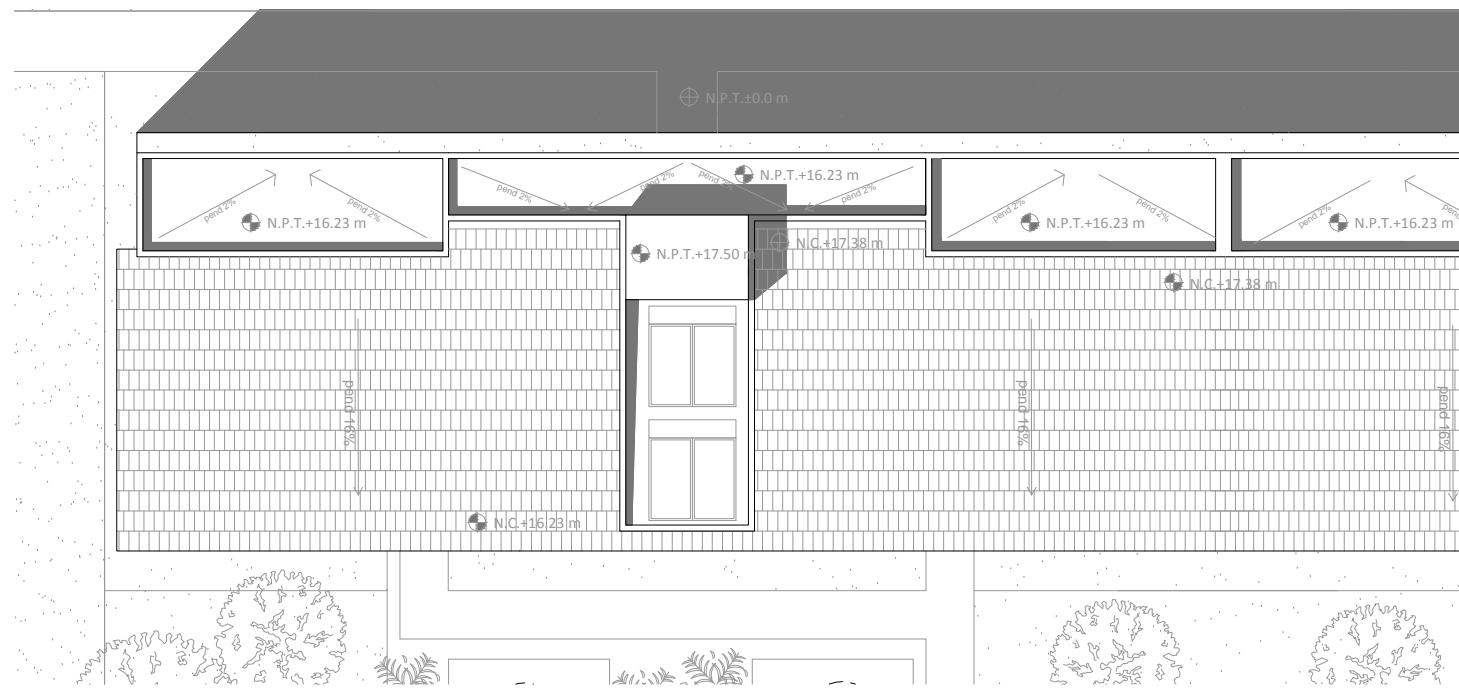 N.P.T.±0.0 m
pend 2%
pend 2%
N.P.T.+16.23 m
pend 2%
pend 2%
pend 2%
pend 2%
N.P.T.+16.23 m
pend 2%
pend 2%
N.P.T.+16.23 m
pend 2%
pend 2%
N.P.T.+16.23 m
N.P.T.+17.50 m
N.C.+17.38 m
N.C.+17.38 m
pend 16%
pend 16%
pend 16%
N.C.+16.23 m